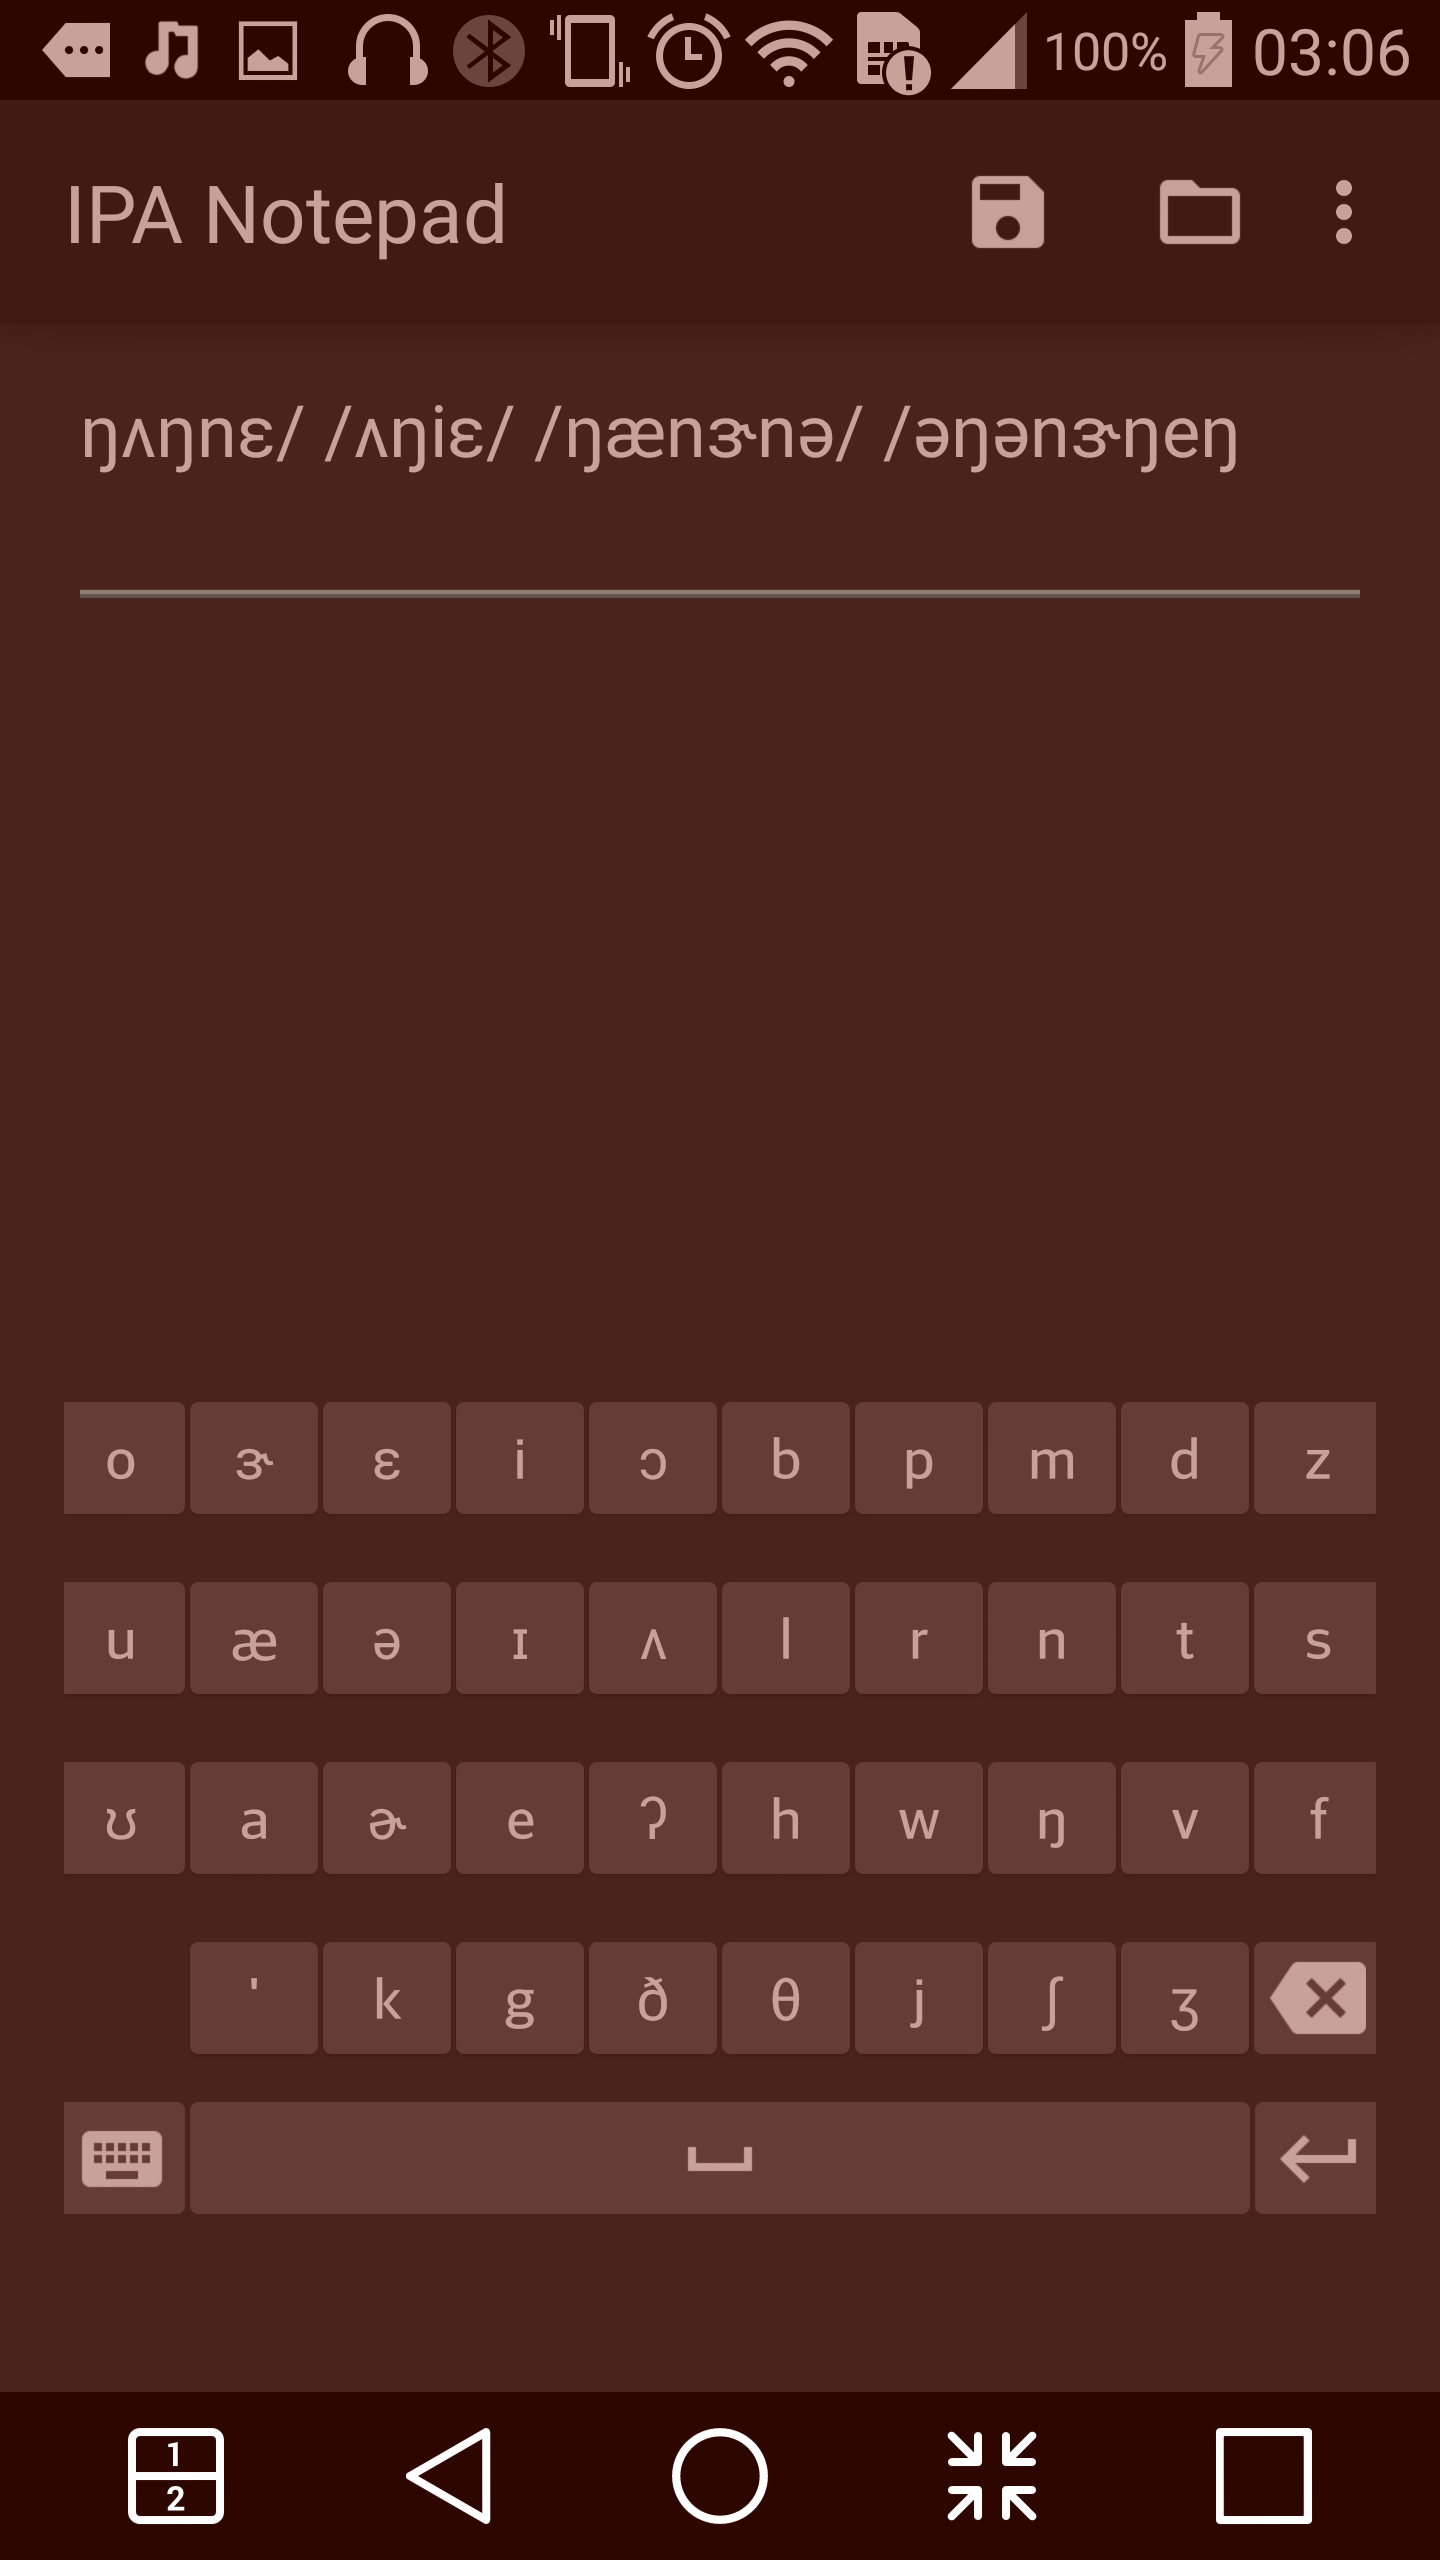 100% 03:06
IPA Notepad
ŋʌŋnɛ/ /ʌŋiɛ/ /ŋænɝnə/ /əŋənɝŋeŋ
o ɝ ɛ i ɔ b p m d z
u æ ə ɪ ʌ l r n t s
ʊ a ɚ e ʔ h w ŋ v f
' k g ð θ j ʃ ʒ
1
2